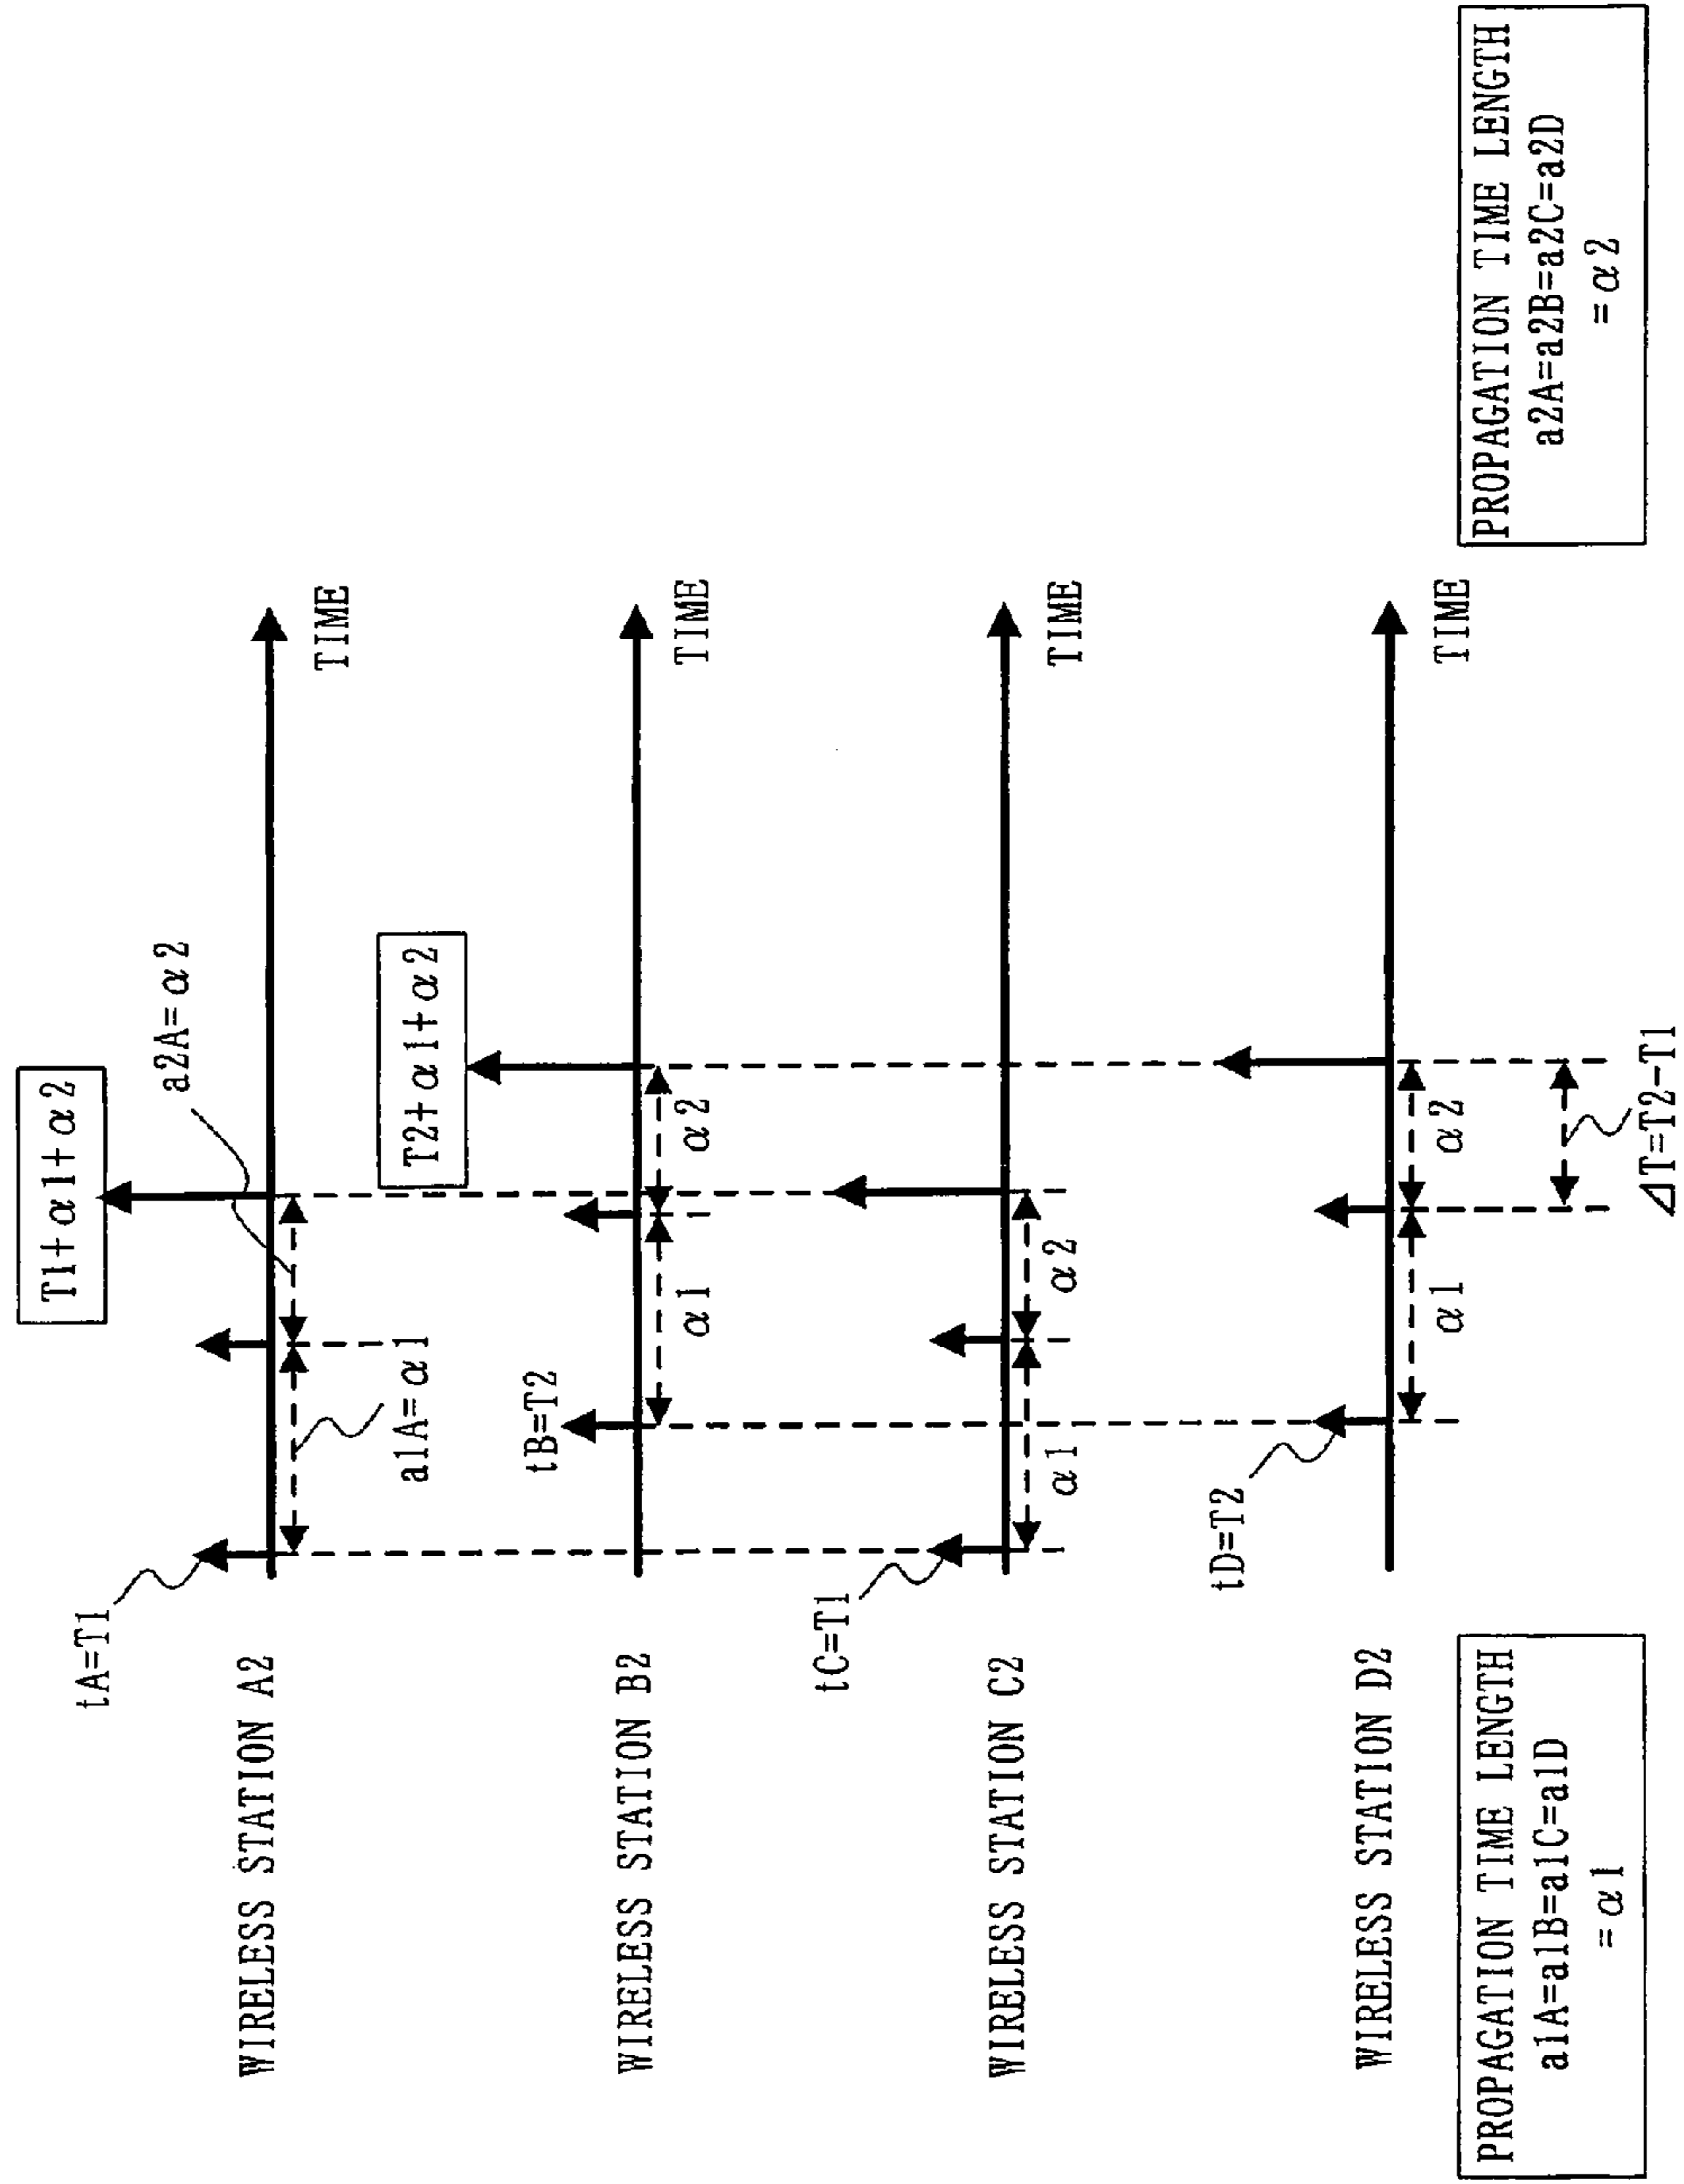 T1+α1+α2
tA=T1
a1A=α1
a2A=α2
WIRELESS STATION A2
TIME
T2+α1+α2
tB=T2
WIRELESS STATION B2
α1
α2
TIME
tC=T1
WIRELESS STATION C2
α1
α2
TIME
tD=T2
WIRELESS STATION D2
α1
α2
TIME
⊿T=T2-T1
PROPAGATION TIME LENGTH
a1A=a1B=a1C=a1D
=α1
PROPAGATION TIME LENGTH
a2A=a2B=a2C=a2D
=α2